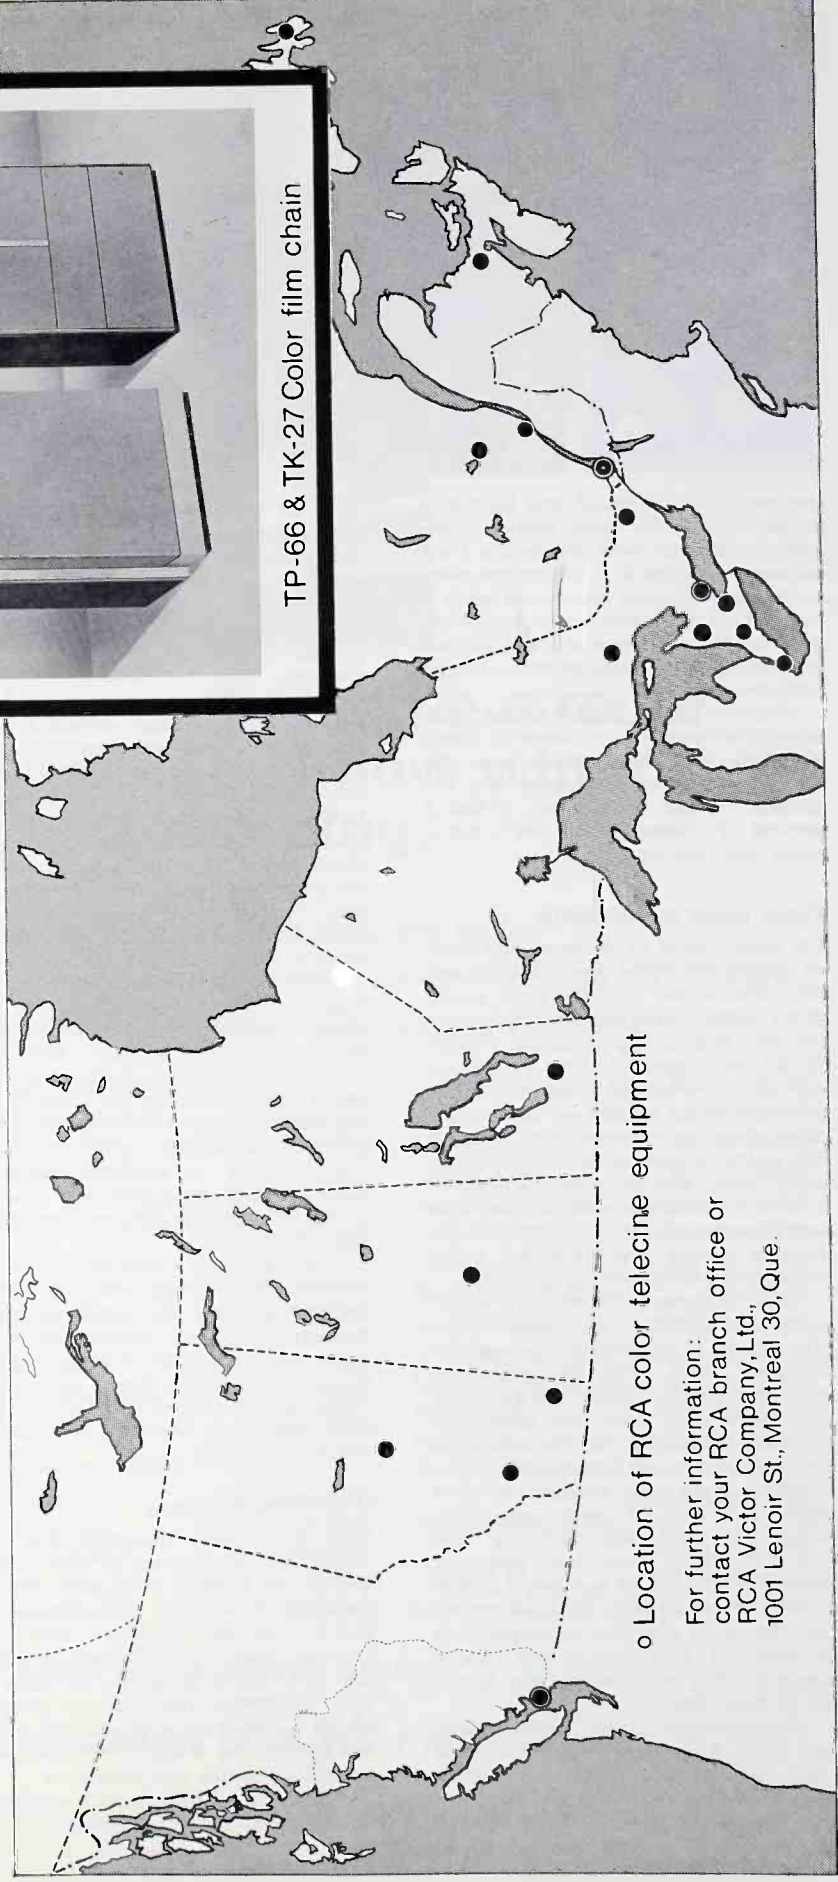 TP-66 & TK-27 Color film chain
o Location of RCA color telecine equipment
For further information:
contact your RCA branch office or
RCA Victor Company, Ltd.,
1001 Lenoir St., Montreal 30, Que.